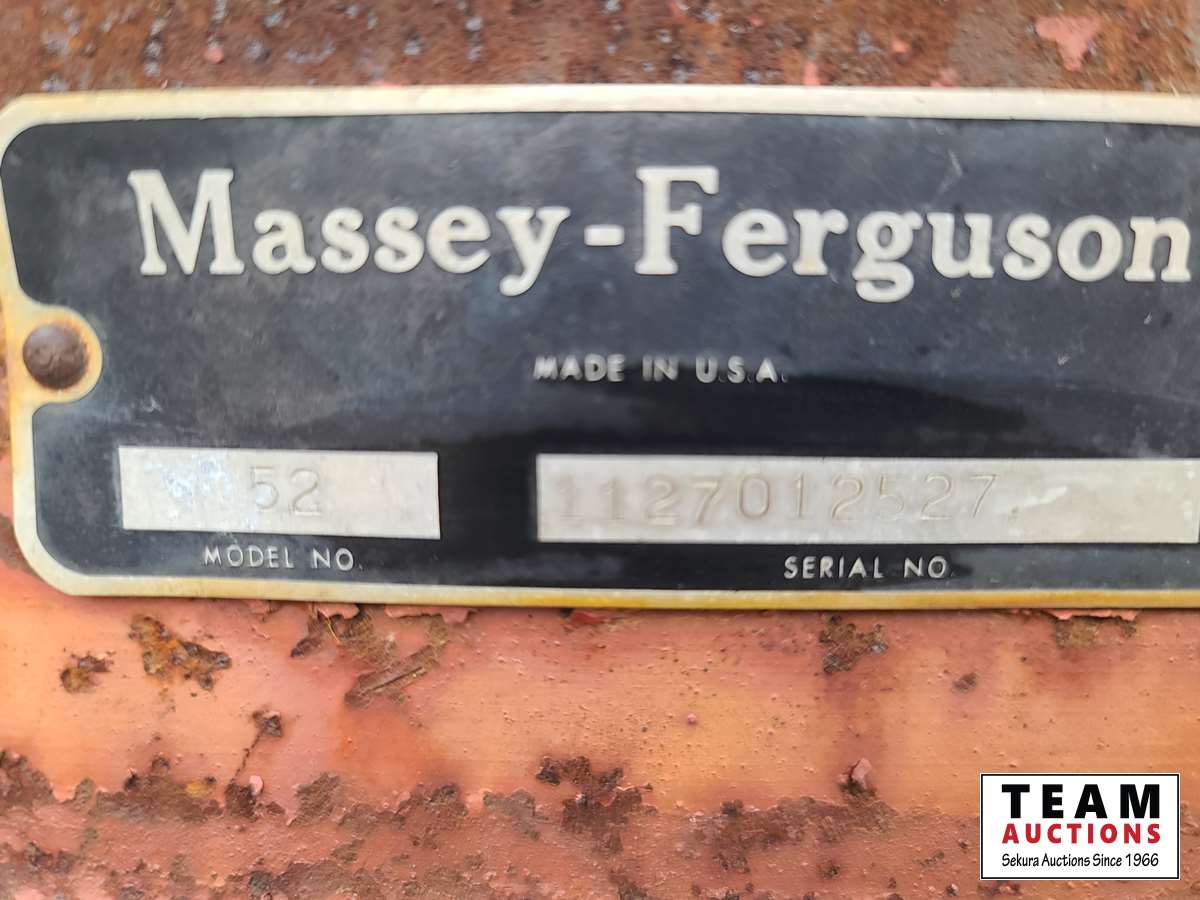 Massey-Ferguson
MADE IN U.S.A.
52
1127012527
MODEL NO.
SERIAL NO.
TEAM
AUCTIONS
Sekura Auctions Since 1966